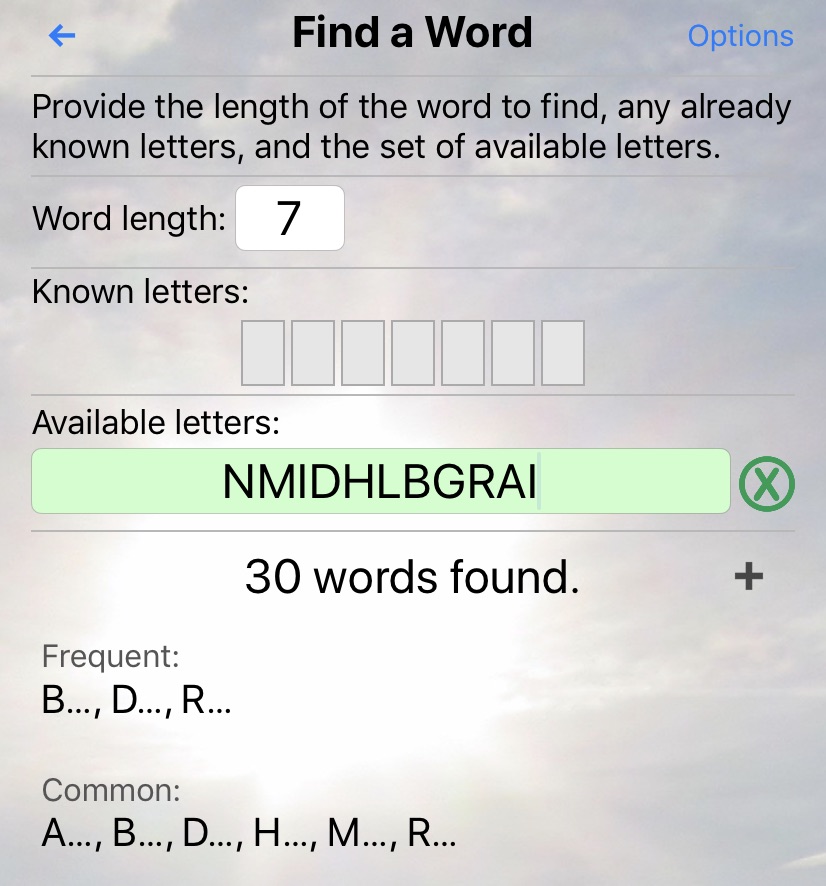 ←
Find a Word
Options
Provide the length of the word to find, any already
known letters, and the set of available letters.
Word length: 7
Known letters:
Available letters:
NMIDHLBGRAI
X
30 words found. +
Frequent:
B..., D..., R...
Common:
A..., B..., D..., H..., M..., R...